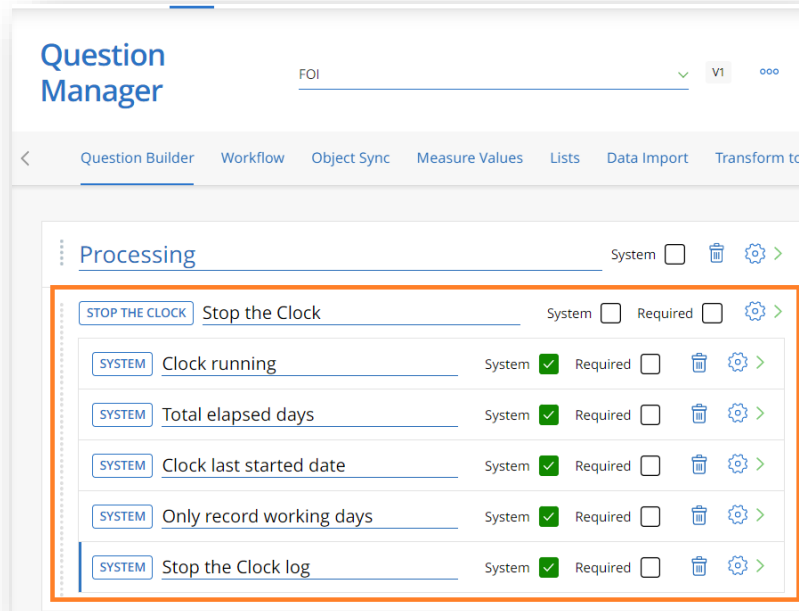 Question
Manager
FOI
V1
Question Builder Workflow Object Sync Measure Values Lists Data Import Transform to
Processing System
STOP THE CLOCK Stop the Clock System Required
SYSTEM Clock running System Required
SYSTEM Total elapsed days System Required
SYSTEM Clock last started date System Required
SYSTEM Only record working days System Required
SYSTEM Stop the Clock log System Required